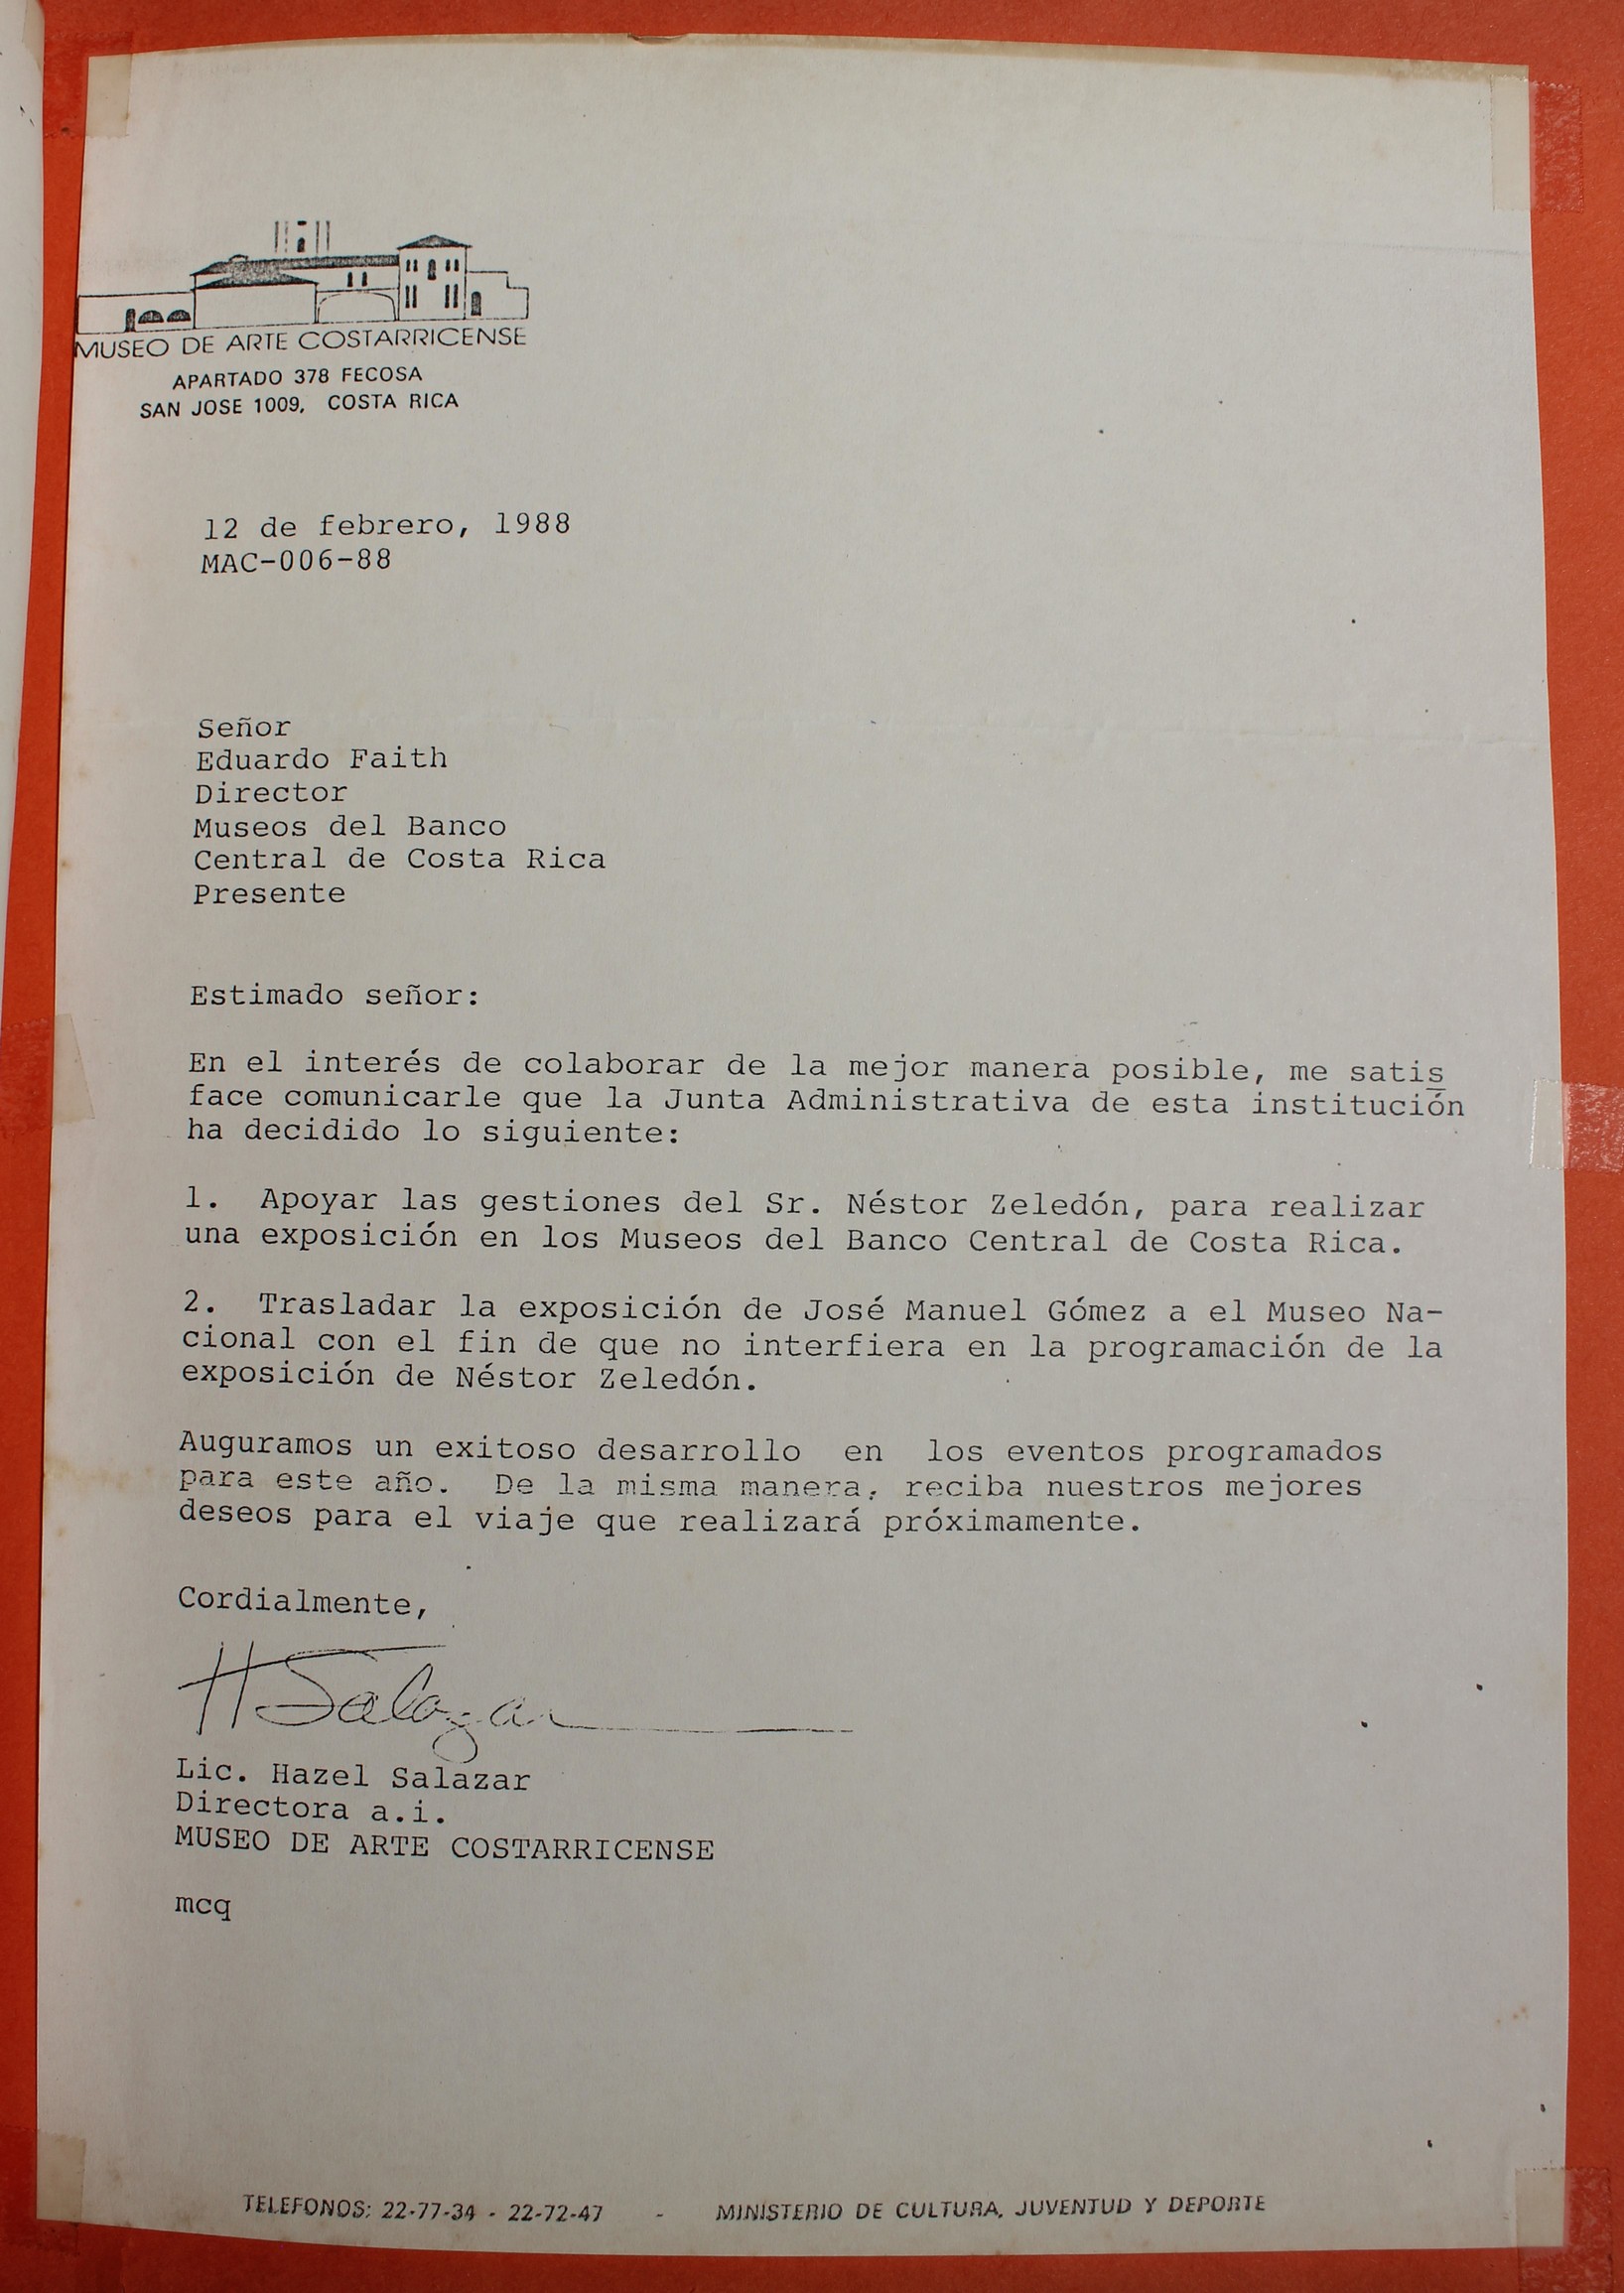 MUSEO DE ARTE COSTARRICENSE
APARTADO 378 FECOSA
SAN JOSE 1009, COSTA RICA
12 de febrero, 1988
MAC-006-88
Señor
Eduardo Faith
Director
Museos del Banco
Central de Costa Rica
Presente
Estimado señor:
En el interés de colaborar de la mejor manera posible, me satis
face comunicarle que la Junta Administrativa de esta institución
ha decidido lo siguiente:
1. Apoyar las gestiones del Sr. Néstor Zeledón, para realizar
una exposición en los Museos del Banco Central de Costa Rica.
2. Trasladar la exposición de José Manuel Gómez a el Museo Na-
cional con el fin de que no interfiera en la programación de la
exposición de Néstor Zeledón.
Auguramos un exitoso desarrollo en los eventos programados
para este año. De la misma manera, reciba nuestros mejores
deseos para el viaje que realizará próximamente.
Cordialmente,
HSalazar
Lic. Hazel Salazar
Directora a.i.
MUSEO DE ARTE COSTARRICENSE
mcq
TELEFONOS: 22-77-34 - 22-72-47 - MINISTERIO DE CULTURA, JUVENTUD Y DEPORTE